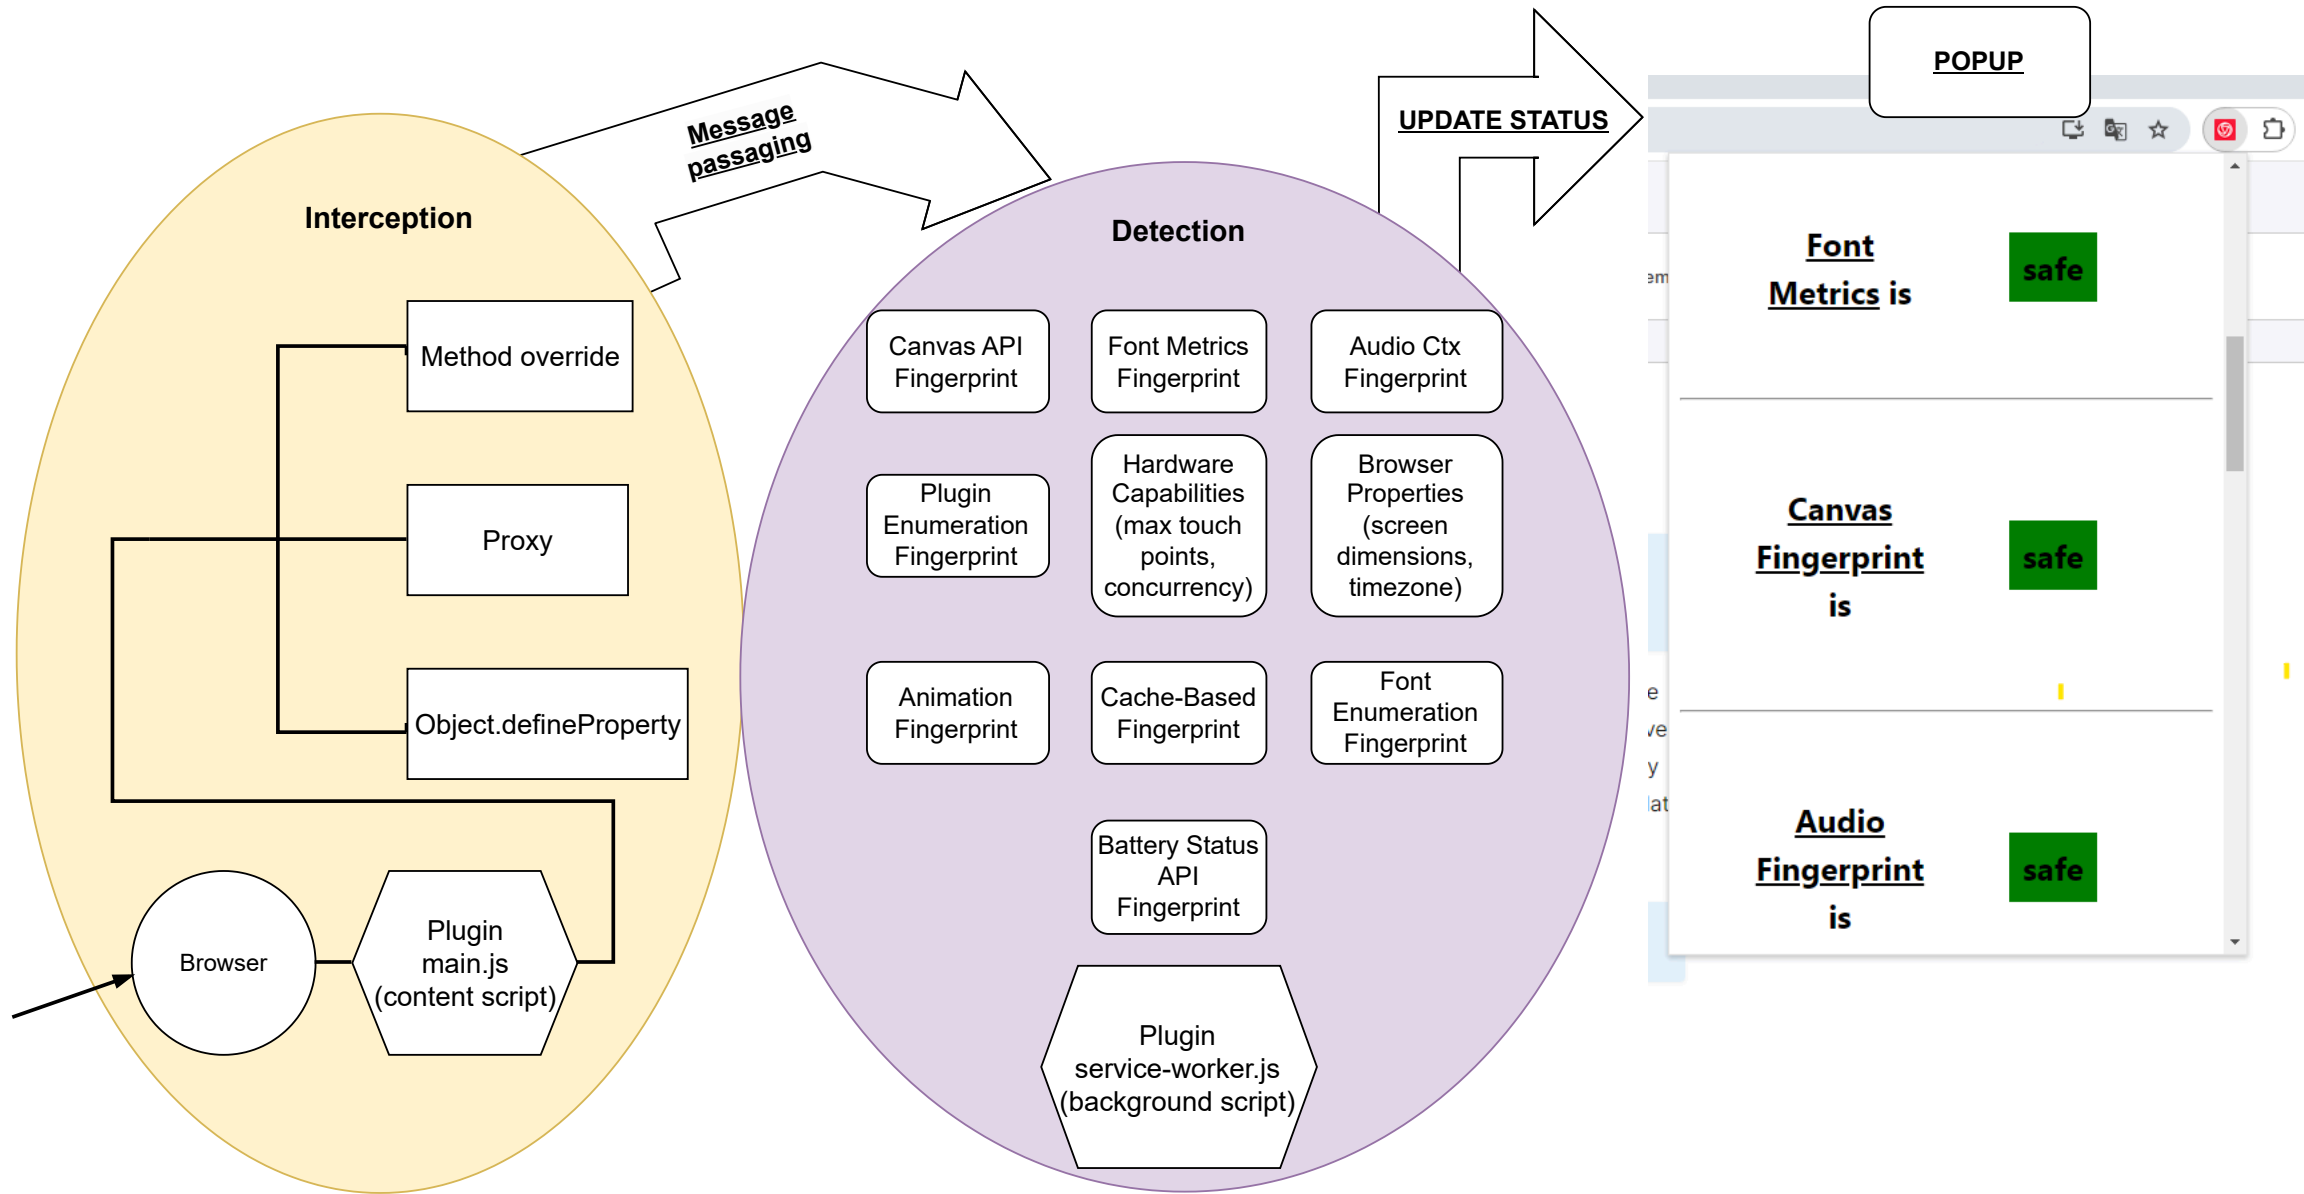 Message
passaging
Interception
Method override
Proxy
Object.defineProperty
Browser
Plugin
main.js
(content script)
Detection
Canvas API
Fingerprint
Font Metrics
Fingerprint
Audio Ctx
Fingerprint
Plugin
Enumeration
Fingerprint
Hardware
Capabilities
(max touch
points,
concurrency)
Browser
Properties
(screen
dimensions,
timezone)
Animation
Fingerprint
Cache-Based
Fingerprint
Font
Enumeration
Fingerprint
Battery Status
API
Fingerprint
Plugin
service-worker.js
(background script)
UPDATE STATUS
POPUP
Font
Metrics is
safe
Canvas
Fingerprint
is
safe
Audio
Fingerprint
is
safe